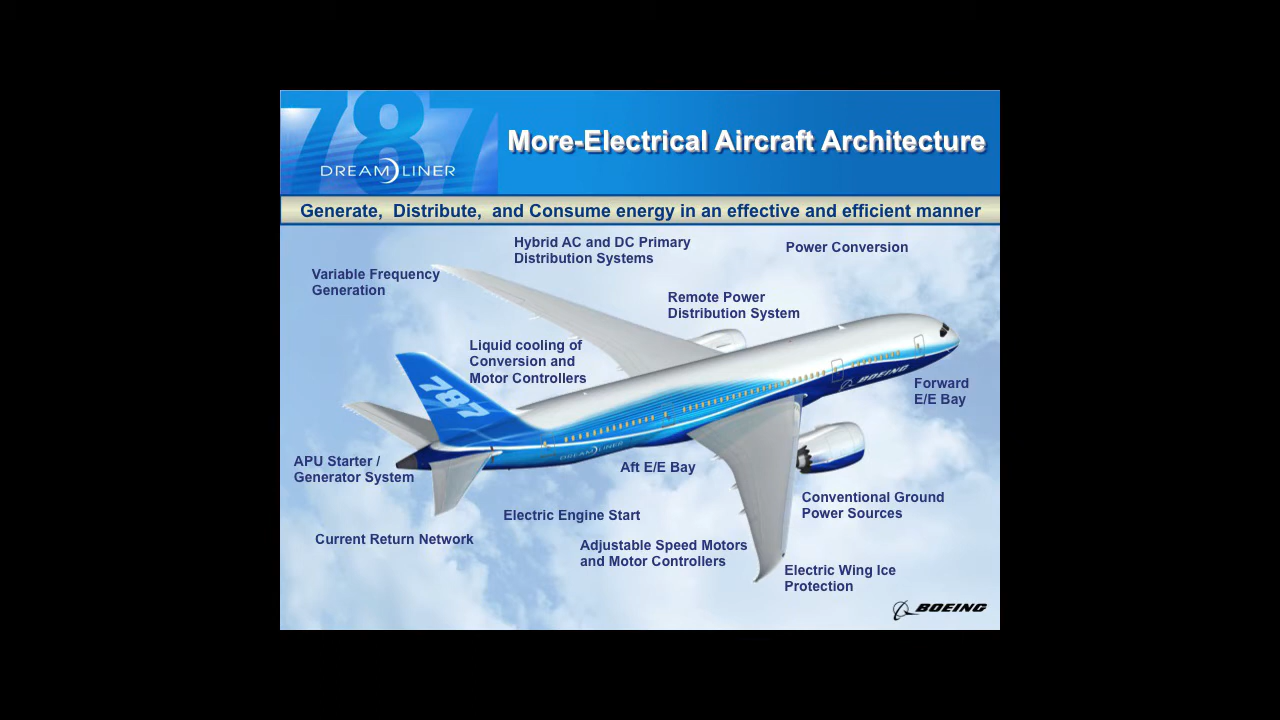 787
DREAMLINER
More-Electrical Aircraft Architecture
Generate, Distribute, and Consume energy in an effective and efficient manner
Hybrid AC and DC Primary
Distribution Systems
Power Conversion
Variable Frequency
Generation
Remote Power
Distribution System
Liquid cooling of
Conversion and
Motor Controllers
787
BOEING
Forward
E/E Bay
DREAMLINER
APU Starter /
Generator System
Aft E/E Bay
Conventional Ground
Power Sources
Electric Engine Start
Current Return Network
Adjustable Speed Motors
and Motor Controllers
Electric Wing Ice
Protection
BOEING